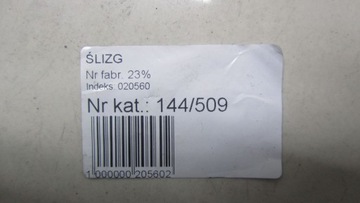 ŚLIZG
Nr fabr. 23%
Indeks 020560
Nr kat.: 144/509
1 000000 205602